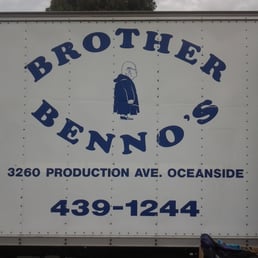 BROTHER
BENNO'S
3260 PRODUCTION AVE. OCEANSIDE
439-1244